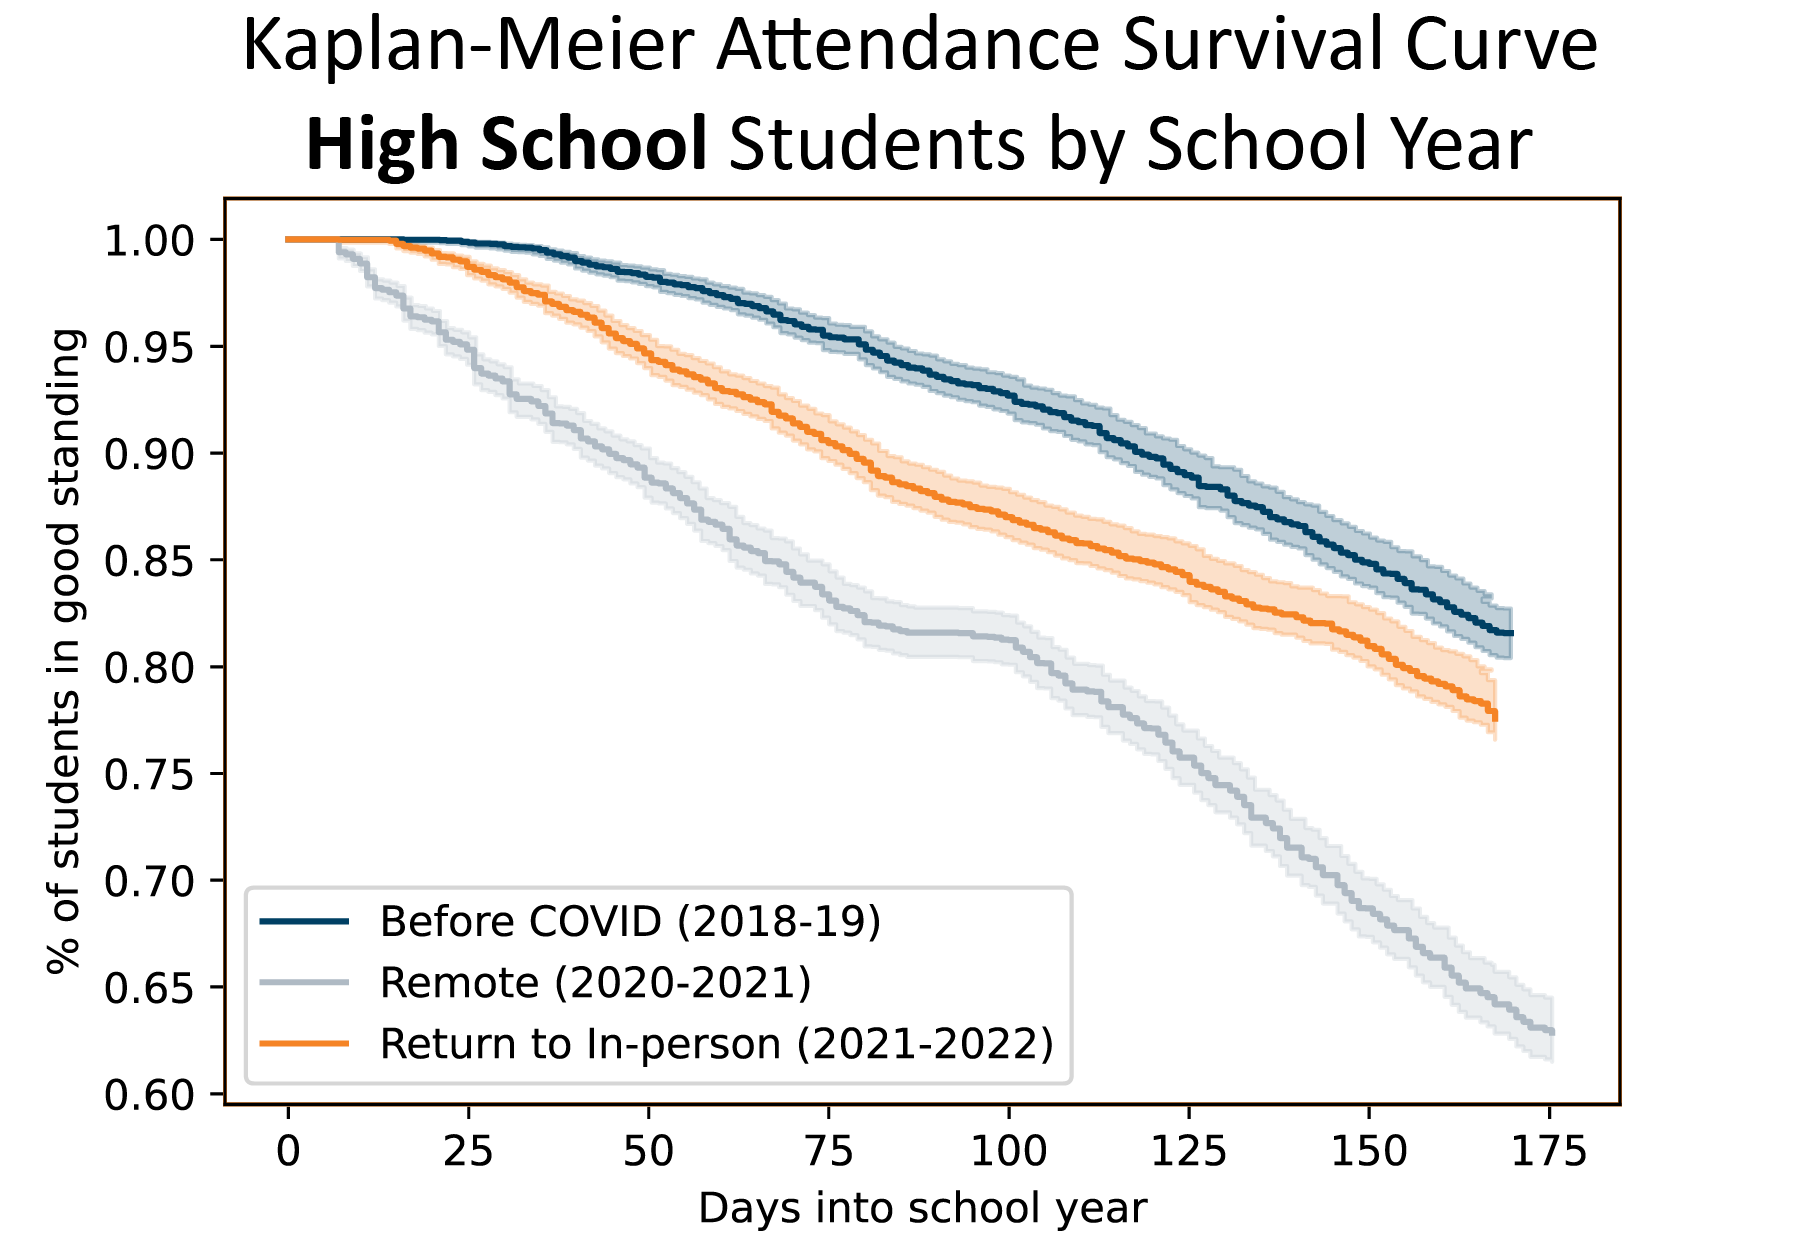 Kaplan-Meier Attendance Survival Curve
High School Students by School Year
% of students in good standing
1.00
0.95
0.90
0.85
0.80
0.75
0.70
0.65
0.60
Before COVID (2018-19)
Remote (2020-2021)
Return to In-person (2021-2022)
0 25 50 75 100 125 150 175
Days into school year